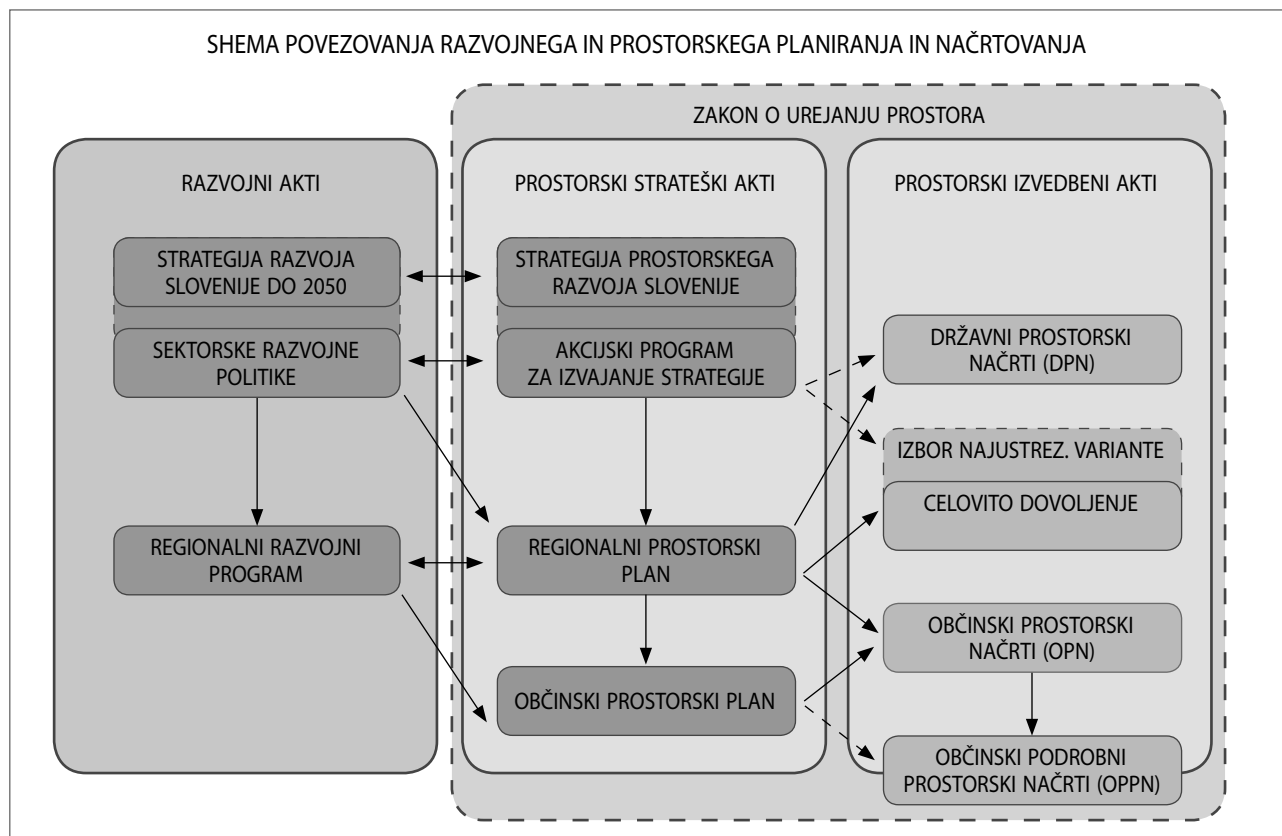 SHEMA POVEZOVANJA RAZVOJNEGA IN PROSTORSKEGA PLANIRANJA IN NAČRTOVANJA
ZAKON O UREJANJU PROSTORA
RAZVOJNI AKTI
STRATEGIJA RAZVOJA
SLOVENIJE DO 2050
SEKTORSKE RAZVOJNE
POLITIKE
REGIONALNI RAZVOJNI
PROGRAM
PROSTORSKI STRATEŠKI AKTI
STRATEGIJA PROSTORSKEGA
RAZVOJA SLOVENIJE
AKCIJSKI PROGRAM
ZA IZVAJANJE STRATEGIJE
REGIONALNI PROSTORSKI
PLAN
OBČINSKI PROSTORSKI PLAN
PROSTORSKI IZVEDBENI AKTI
DRŽAVNI PROSTORSKI
NAČRTI (DPN)
IZBOR NAJUSTREZ. VARIANTE
CELOVITO DOVOLJENJE
OBČINSKI PROSTORSKI
NAČRTI (OPN)
OBČINSKI PODROBNI
PROSTORSKI NAČRTI (OPPN)